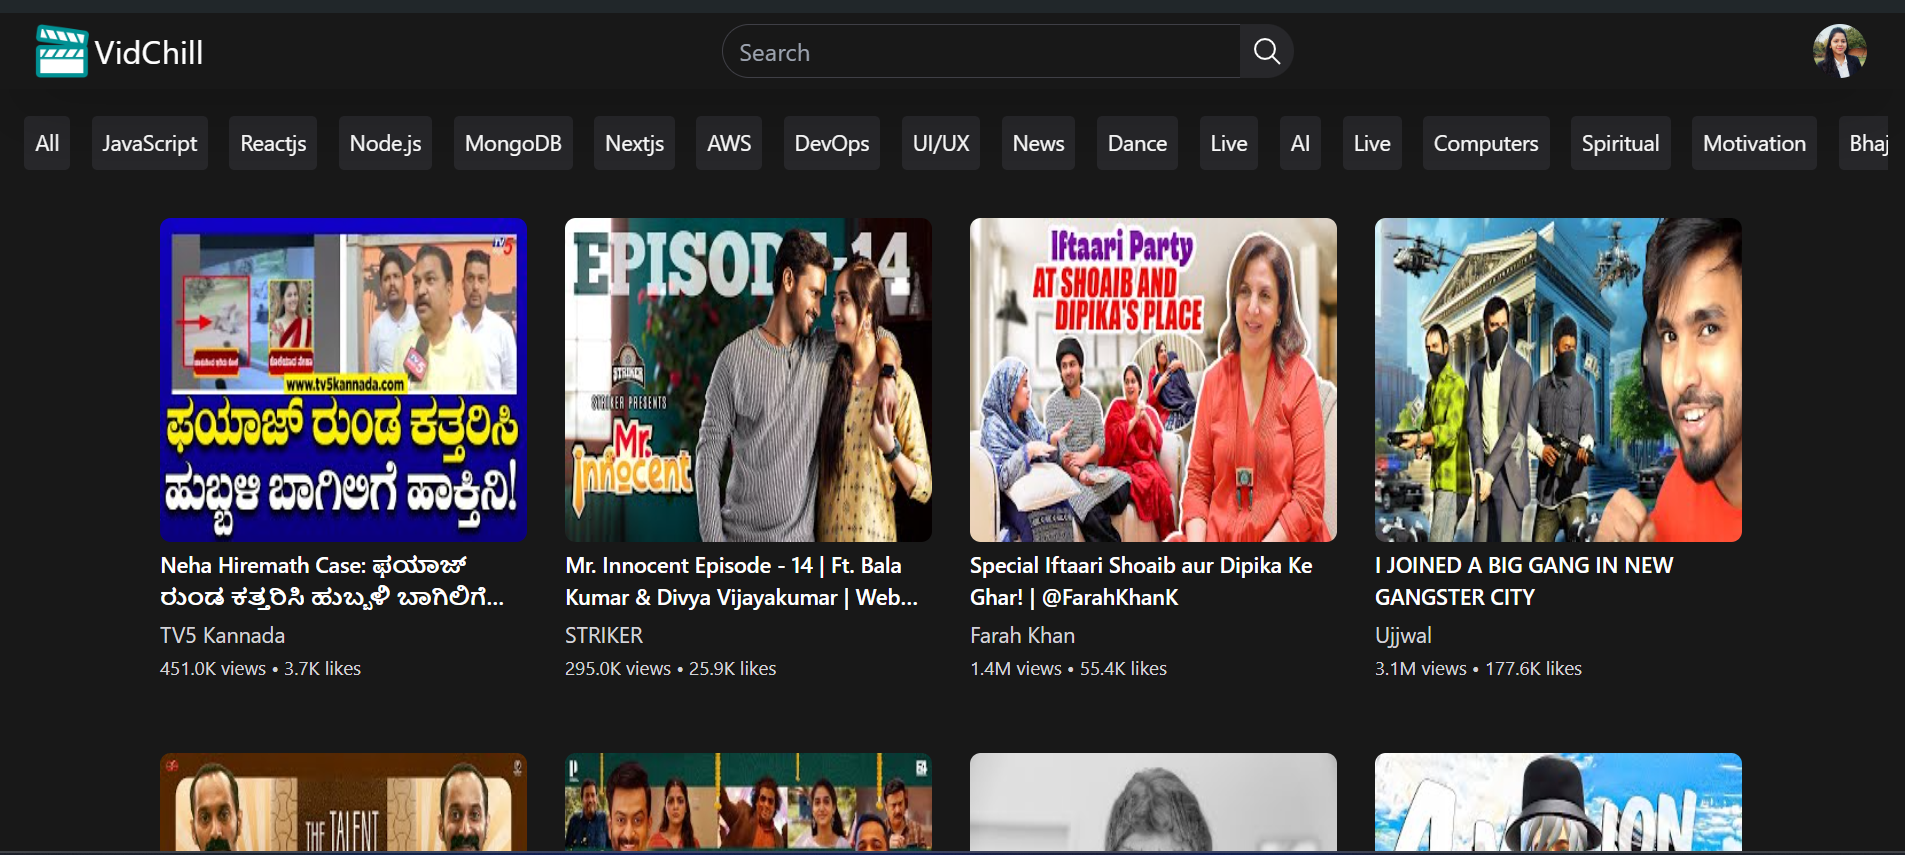 VidChill
Search
All JavaScript Reactjs Node.js MongoDB Nextjs AWS DevOps UI/UX News Dance Live AI Live Computers Spiritual Motivation Bhaj
TV5
www.tv5kannada.com
ಫಯಾಜ್ ರುಂಡ ಕತ್ತರಿಸಿ
ಹುಬ್ಬಳಿ ಬಾಗಿಲಿಗೆ ಹಾಕ್ತಿನಿ!
EPISODE-14
STRIKER
STRIKER PRESENTS
Mr.
innocent
Iftaari Party
AT SHOAIB AND
DIPIKA'S PLACE
Neha Hiremath Case: ಫಯಾಜ್
ರುಂಡ ಕತ್ತರಿಸಿ ಹುಬ್ಬಳಿ ಬಾಗಿಲಿಗೆ...
TV5 Kannada
451.0K views • 3.7K likes
Mr. Innocent Episode - 14 | Ft. Bala
Kumar & Divya Vijayakumar | Web...
STRIKER
295.0K views • 25.9K likes
Special Iftaari Shoaib aur Dipika Ke
Ghar! | @FarahKhanK
Farah Khan
1.4M views • 55.4K likes
I JOINED A BIG GANG IN NEW
GANGSTER CITY
Ujjwal
3.1M views • 177.6K likes
THE TALENT